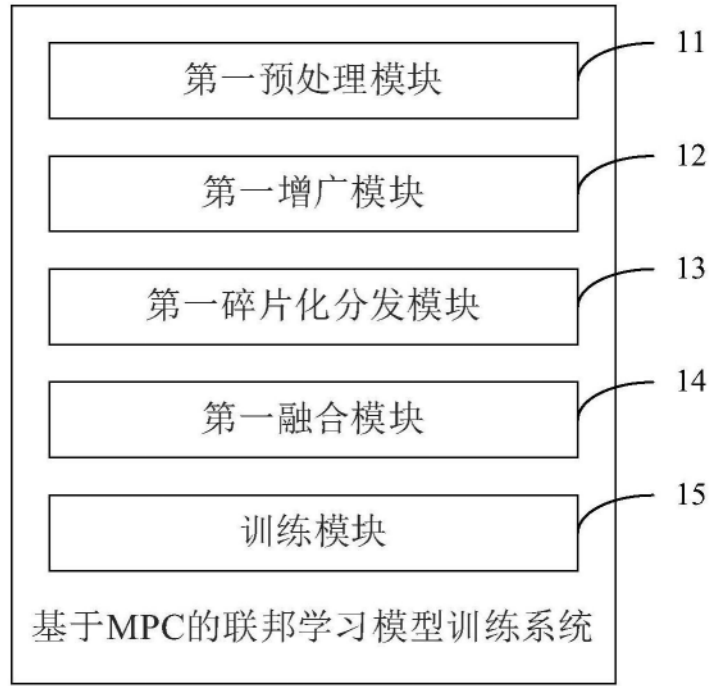 第一预处理模块 11
第一增广模块 12
第一碎片化分发模块 13
第一融合模块 14
训练模块 15
基于MPC的联邦学习模型训练系统